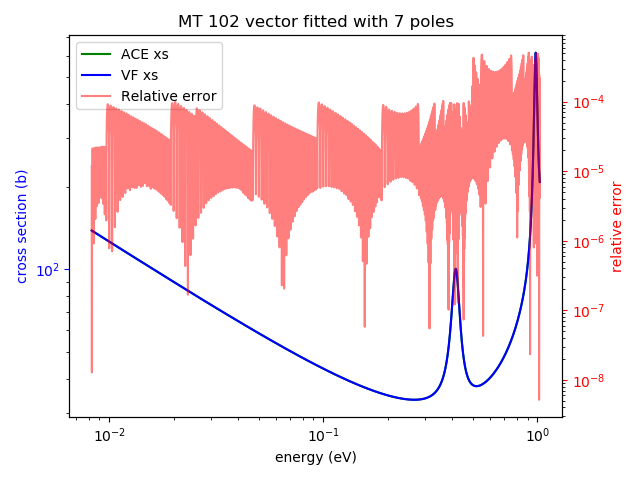 MT 102 vector fitted with 7 poles
ACE xs
VF xs
Relative error
cross section (b)
10²
10⁻⁴
10⁻⁵
10⁻⁶
10⁻⁷
10⁻⁸
relative error
10⁻² 10⁻¹ 10⁰
energy (eV)